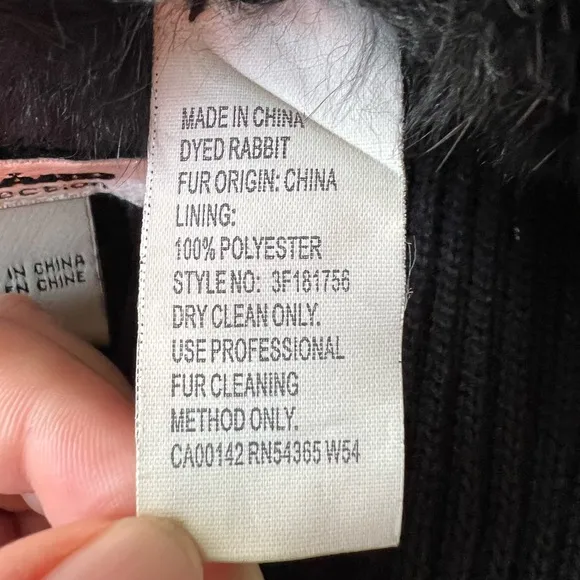 MADE IN CHINA
DYED RABBIT
FUR ORIGIN: CHINA
LINING:
100% POLYESTER
STYLE NO: 3F181756
DRY CLEAN ONLY.
USE PROFESSIONAL
FUR CLEANING
METHOD ONLY.
CA00142 RN54365 W54
IN CHINA
EN CHINE